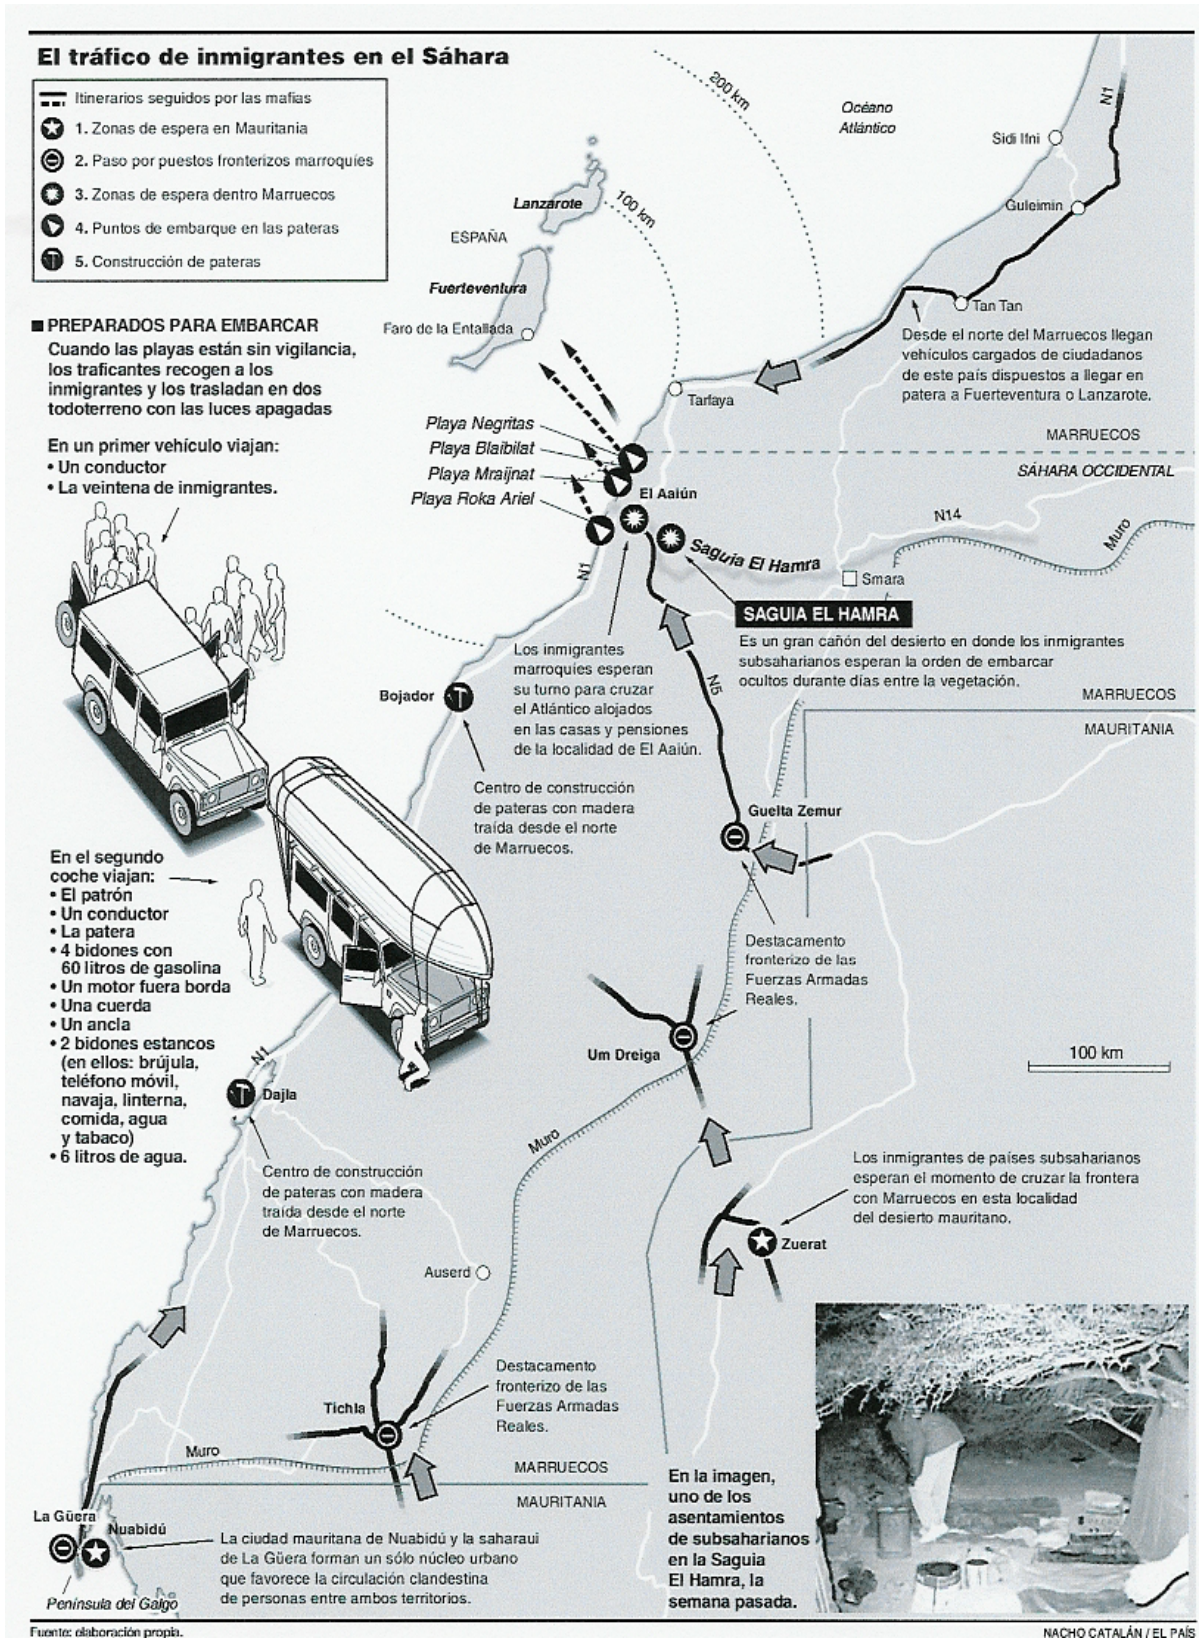 El tráfico de inmigrantes en el Sáhara
Itinerarios seguidos por las mafias
1. Zonas de espera en Mauritania
2. Paso por puestos fronterizos marroquíes
3. Zonas de espera dentro Marruecos
4. Puntos de embarque en las pateras
5. Construcción de pateras
200 km
Océano
Atlántico
N1
Sidi Ifni
Guleimin
Lanzarote
100 km
ESPAÑA
Fuerteventura
Faro de la Entallada
Tan Tan
Desde el norte del Marruecos llegan
vehículos cargados de ciudadanos
de este país dispuestos a llegar en
patera a Fuerteventura o Lanzarote.
Tarfaya
■ PREPARADOS PARA EMBARCAR
Cuando las playas están sin vigilancia,
los traficantes recogen a los
inmigrantes y los trasladan en dos
todoterreno con las luces apagadas
En un primer vehículo viajan:
• Un conductor
• La veintena de inmigrantes.
Playa Negritas
Playa Blaibilat
Playa Mraijnat
Playa Roka Ariel
MARRUECOS
SÁHARA OCCIDENTAL
El Aaiún
N14
Muro
Saguia El Hamra
N1
Smara
SAGUIA EL HAMRA
Es un gran cañón del desierto en donde los inmigrantes
subsaharianos esperan la orden de embarcar
ocultos durante días entre la vegetación.
Los inmigrantes
marroquíes esperan
su turno para cruzar
el Atlántico alojados
en las casas y pensiones
de la localidad de El Aaiún.
N5
MARRUECOS
MAURITANIA
Bojador
Centro de construcción
de pateras con madera
traída desde el norte
de Marruecos.
Guelta Zemur
En el segundo
coche viajan:
• El patrón
• Un conductor
• La patera
• 4 bidones con
60 litros de gasolina
• Un motor fuera borda
• Una cuerda
• Un ancla
• 2 bidones estancos
(en ellos: brújula,
teléfono móvil,
navaja, linterna,
comida, agua
y tabaco)
• 6 litros de agua.
Destacamento
fronterizo de las
Fuerzas Armadas
Reales.
Um Dreiga
100 km
N1
Dajla
Muro
Centro de construcción
de pateras con madera
traída desde el norte
de Marruecos.
Los inmigrantes de países subsaharianos
esperan el momento de cruzar la frontera
con Marruecos en esta localidad
del desierto mauritano.
Zuerat
Auserd
Destacamento
fronterizo de las
Fuerzas Armadas
Reales.
Tichla
Muro
MARRUECOS
MAURITANIA
La Güera
Nuabidú
Península del Galgo
La ciudad mauritana de Nuabidú y la saharaui
de La Güera forman un sólo núcleo urbano
que favorece la circulación clandestina
de personas entre ambos territorios.
En la imagen,
uno de los
asentamientos
de subsaharianos
en la Saguia
El Hamra, la
semana pasada.
Fuente: elaboración propia.
NACHO CATALÁN / EL PAÍS